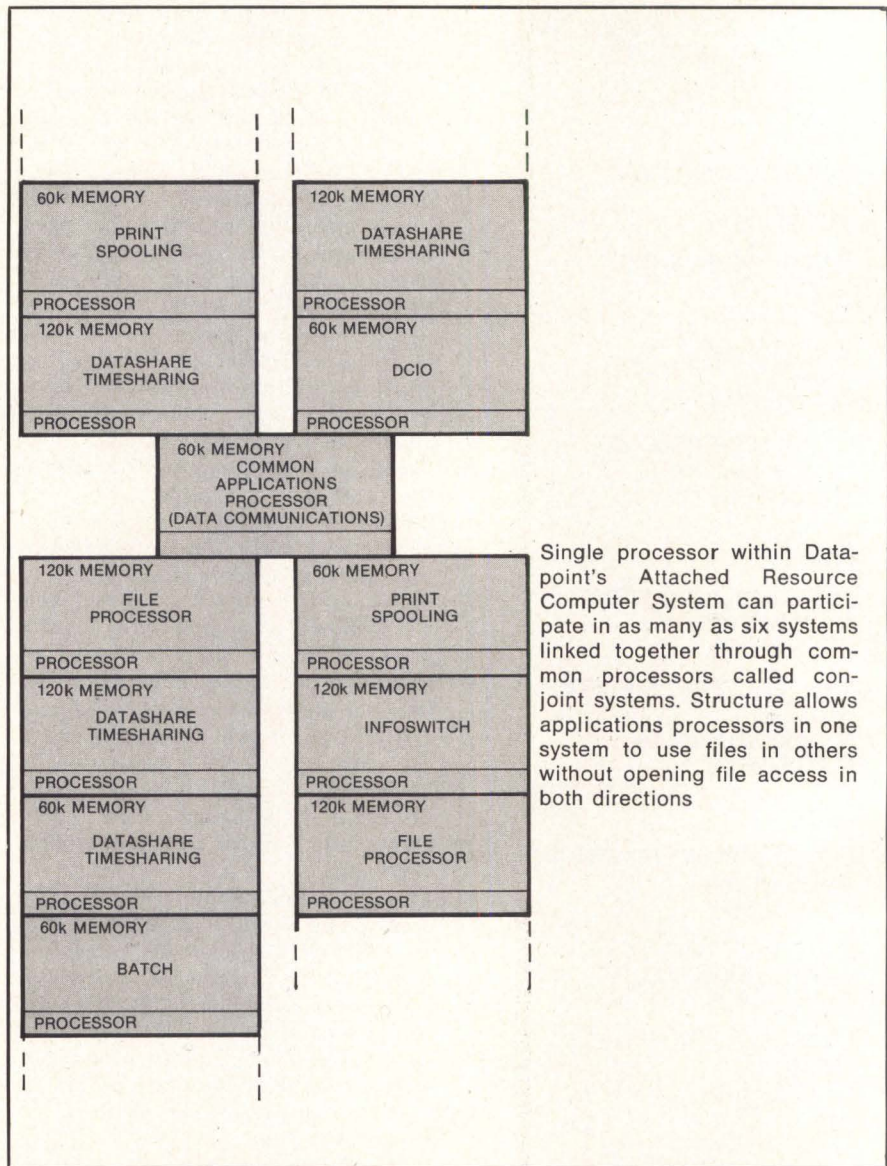 60k MEMORY
PRINT
SPOOLING
PROCESSOR
120k MEMORY
DATASHARE
TIMESHARING
PROCESSOR
120k MEMORY
DATASHARE
TIMESHARING
PROCESSOR
60k MEMORY
DCIO
PROCESSOR
60k MEMORY
COMMON
APPLICATIONS
PROCESSOR
(DATA COMMUNICATIONS)
120k MEMORY
FILE
PROCESSOR
PROCESSOR
120k MEMORY
DATASHARE
TIMESHARING
PROCESSOR
60k MEMORY
DATASHARE
TIMESHARING
PROCESSOR
60k MEMORY
BATCH
PROCESSOR
60k MEMORY
PRINT
SPOOLING
PROCESSOR
120k MEMORY
INFOSWITCH
PROCESSOR
120k MEMORY
FILE
PROCESSOR
PROCESSOR
Single processor within Data-
point's Attached Resource
Computer System can partici-
pate in as many as six systems
linked together through com-
mon processors called con-
joint systems. Structure allows
applications processors in one
system to use files in others
without opening file access in
both directions